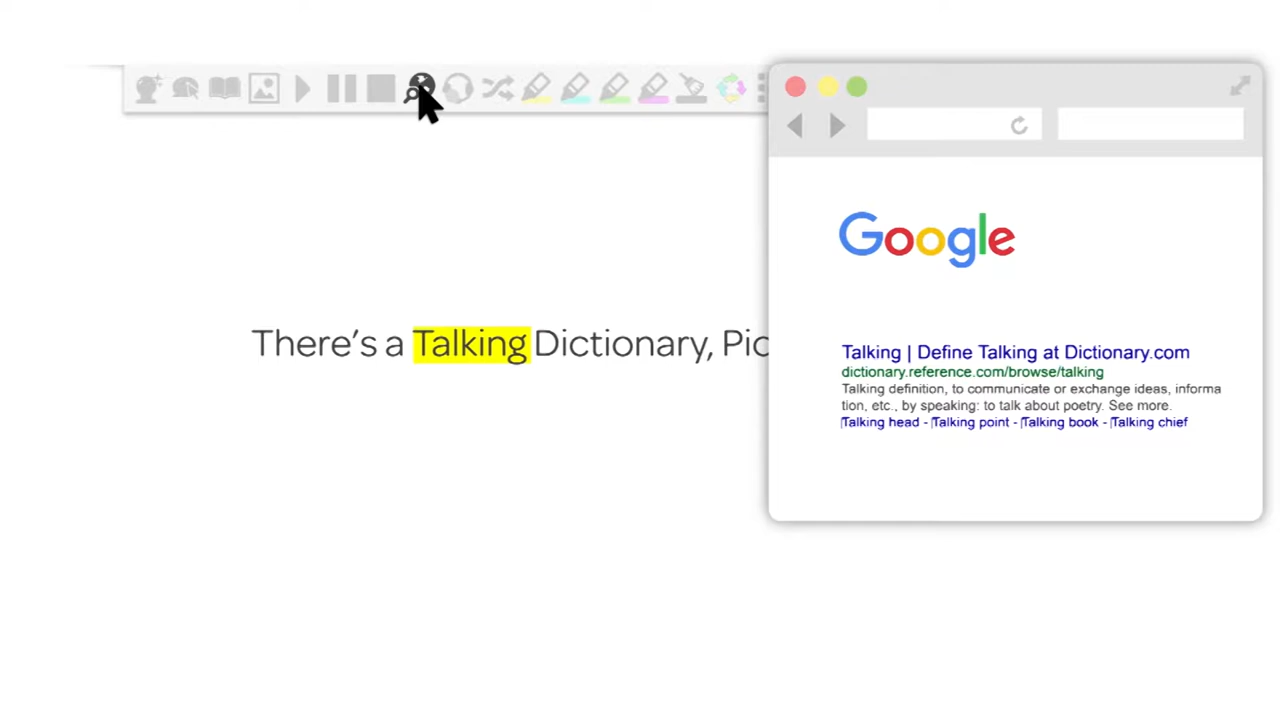 There's a Talking Dictionary, Pic
Google
Talking | Define Talking at Dictionary.com
dictionary.reference.com/browse/talking
Talking definition, to communicate or exchange ideas, informa
tion, etc., by speaking: to talk about poetry. See more.
Talking head - Talking point - Talking book - Talking chief